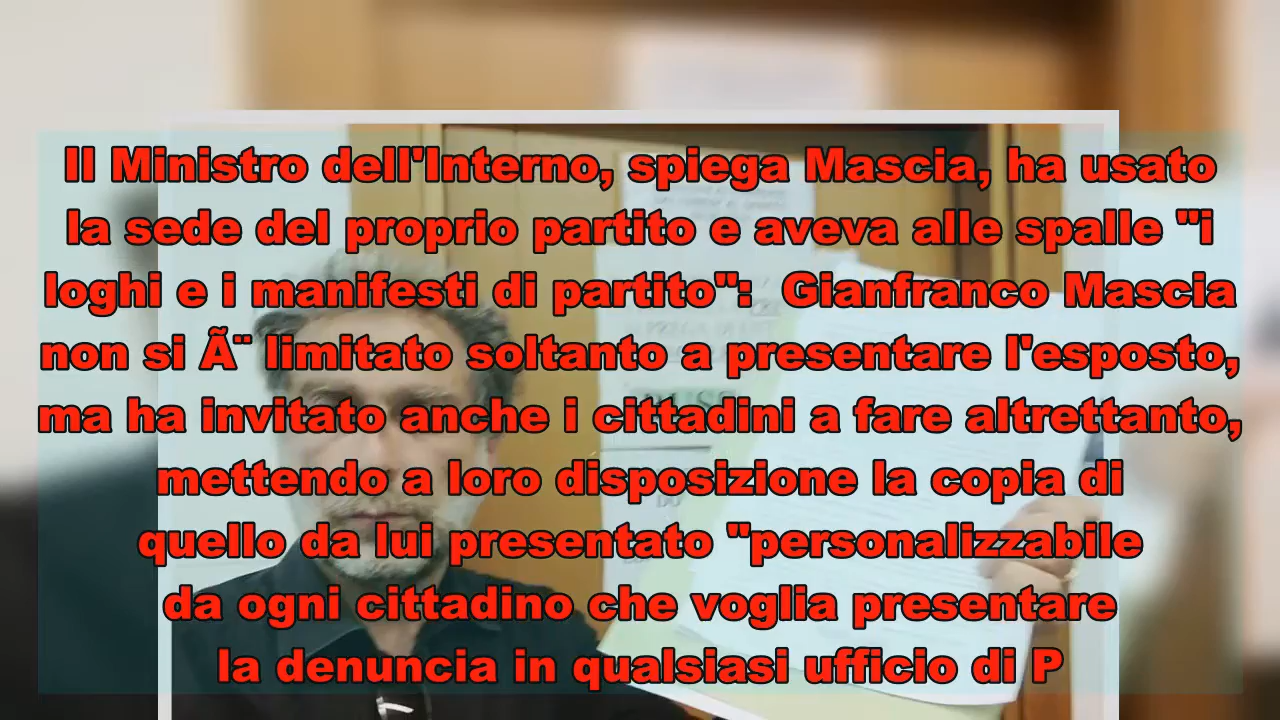 Il Ministro dell'Interno, spiega Mascia, ha usato
la sede del proprio partito e aveva alle spalle "i
loghi e i manifesti di partito":  Gianfranco Mascia
non si Ã¨ limitato soltanto a presentare l'esposto,
ma ha invitato anche i cittadini a fare altrettanto,
mettendo a loro disposizione la copia di
quello da lui presentato "personalizzabile
da ogni cittadino che voglia presentare
la denuncia in qualsiasi ufficio di P